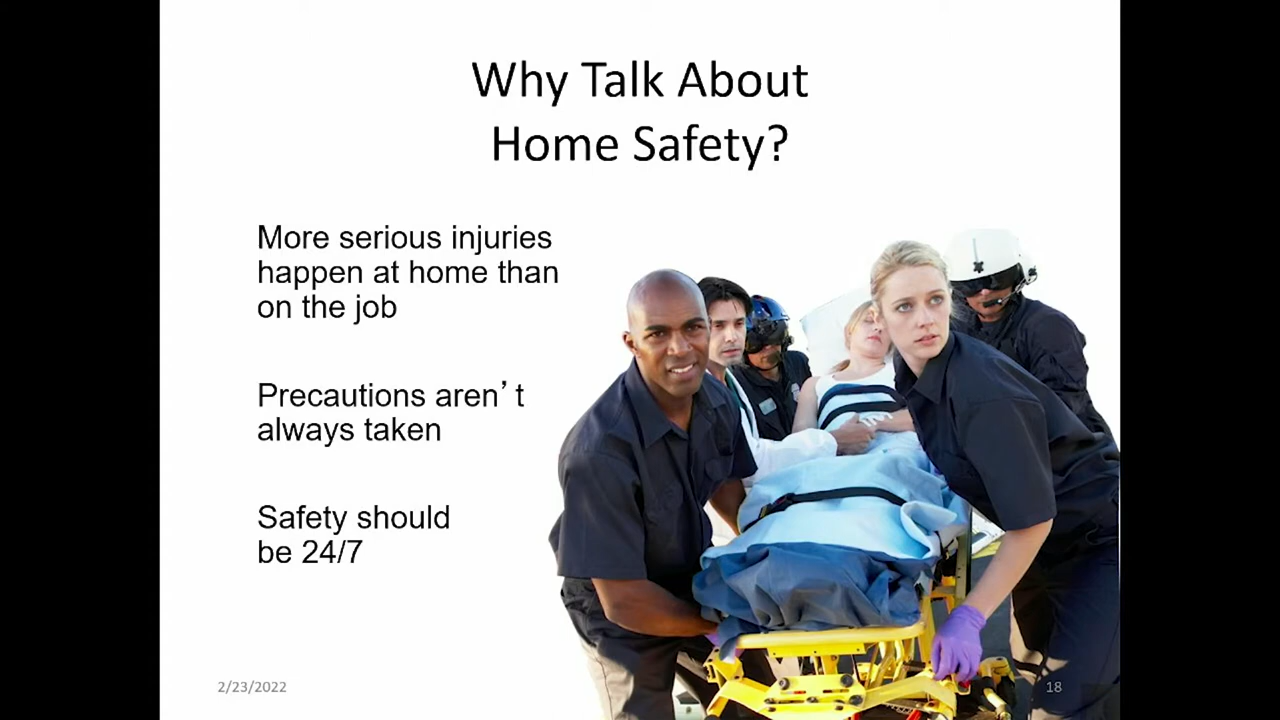 Why Talk About
Home Safety?
More serious injuries
happen at home than
on the job
Precautions aren’ t
always taken
Safety should
be 24/7
2/23/2022
18